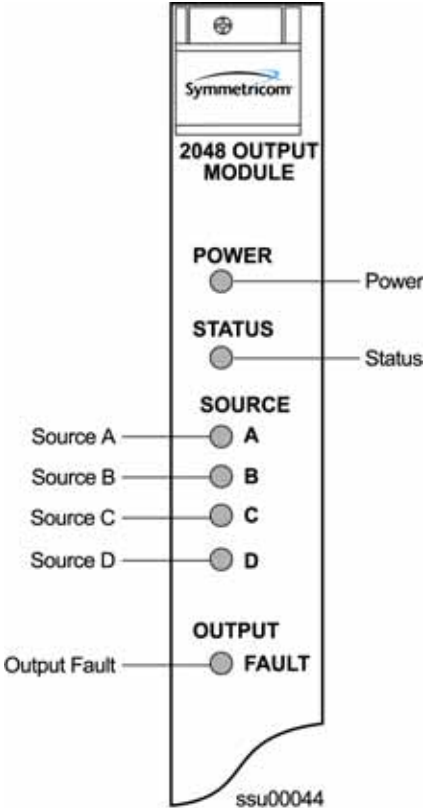 Symmetricom
2048 OUTPUT
MODULE
POWER
Power
STATUS
Status
SOURCE
Source A
A
Source B
B
Source C
C
Source D
D
OUTPUT
Output Fault
FAULT
ssu00044